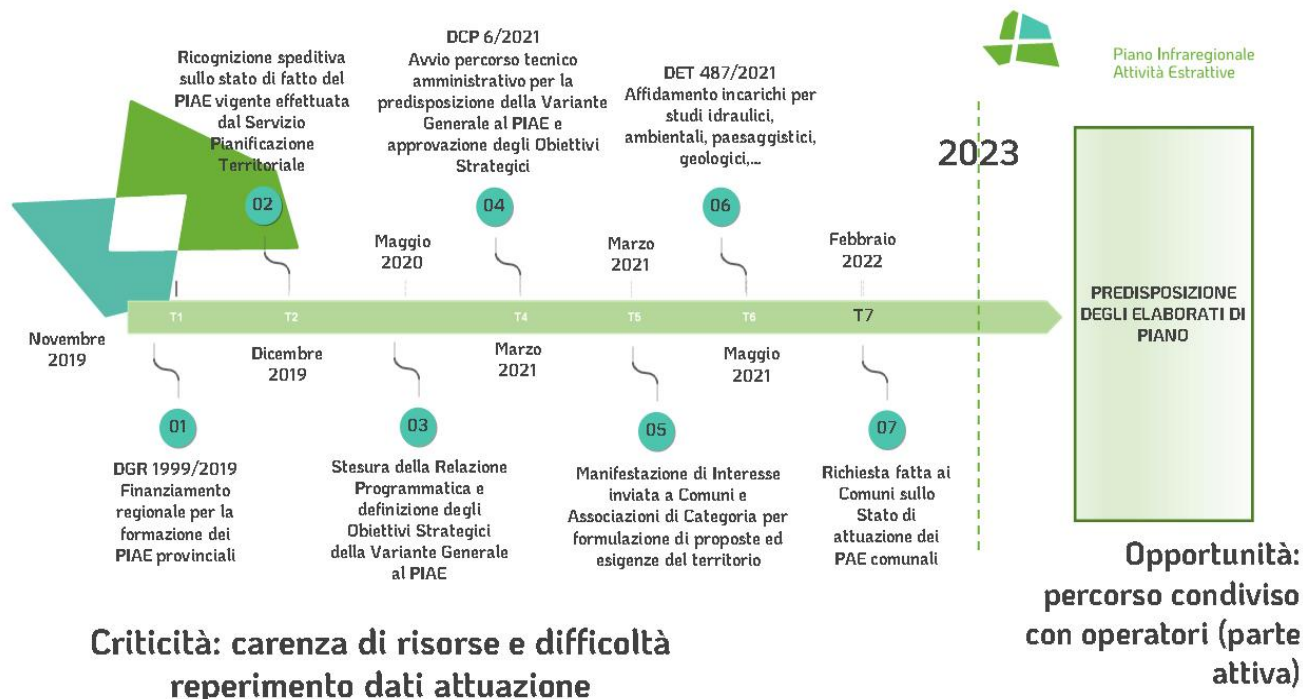 Piano Infraregionale
Attività Estrattive
Ricognizione speditiva
sullo stato di fatto del
PIAE vigente effettuata
dal Servizio
Pianificazione
Territoriale
02
DCP 6/2021
Avvio percorso tecnico
amministrativo per la
predisposizione della Variante
Generale al PIAE e
approvazione degli Obiettivi
Strategici
04
DET 487/2021
Affidamento incarichi per
studi idraulici,
ambientali, paesaggistici,
geologici,...
06
2023
Maggio
2020
Marzo
2021
Febbraio
2022
T1
T2
T4
T5
T6
T7
Novembre
2019
Dicembre
2019
Marzo
2021
Maggio
2021
01
DGR 1999/2019
Finanziamento
regionale per la
formazione dei
PIAE provinciali
03
Stesura della Relazione
Programmatica e
definizione degli
Obiettivi Strategici
della Variante Generale
al PIAE
05
Manifestazione di Interesse
inviata a Comuni e
Associazioni di Categoria per
formulazione di proposte ed
esigenze del territorio
07
Richiesta fatta ai
Comuni sullo
Stato di
attuazione dei
PAE comunali
PREDISPOSIZIONE
DEGLI ELABORATI DI
PIANO
Opportunità:
percorso condiviso
con operatori (parte
attiva)
Criticità: carenza di risorse e difficoltà
reperimento dati attuazione